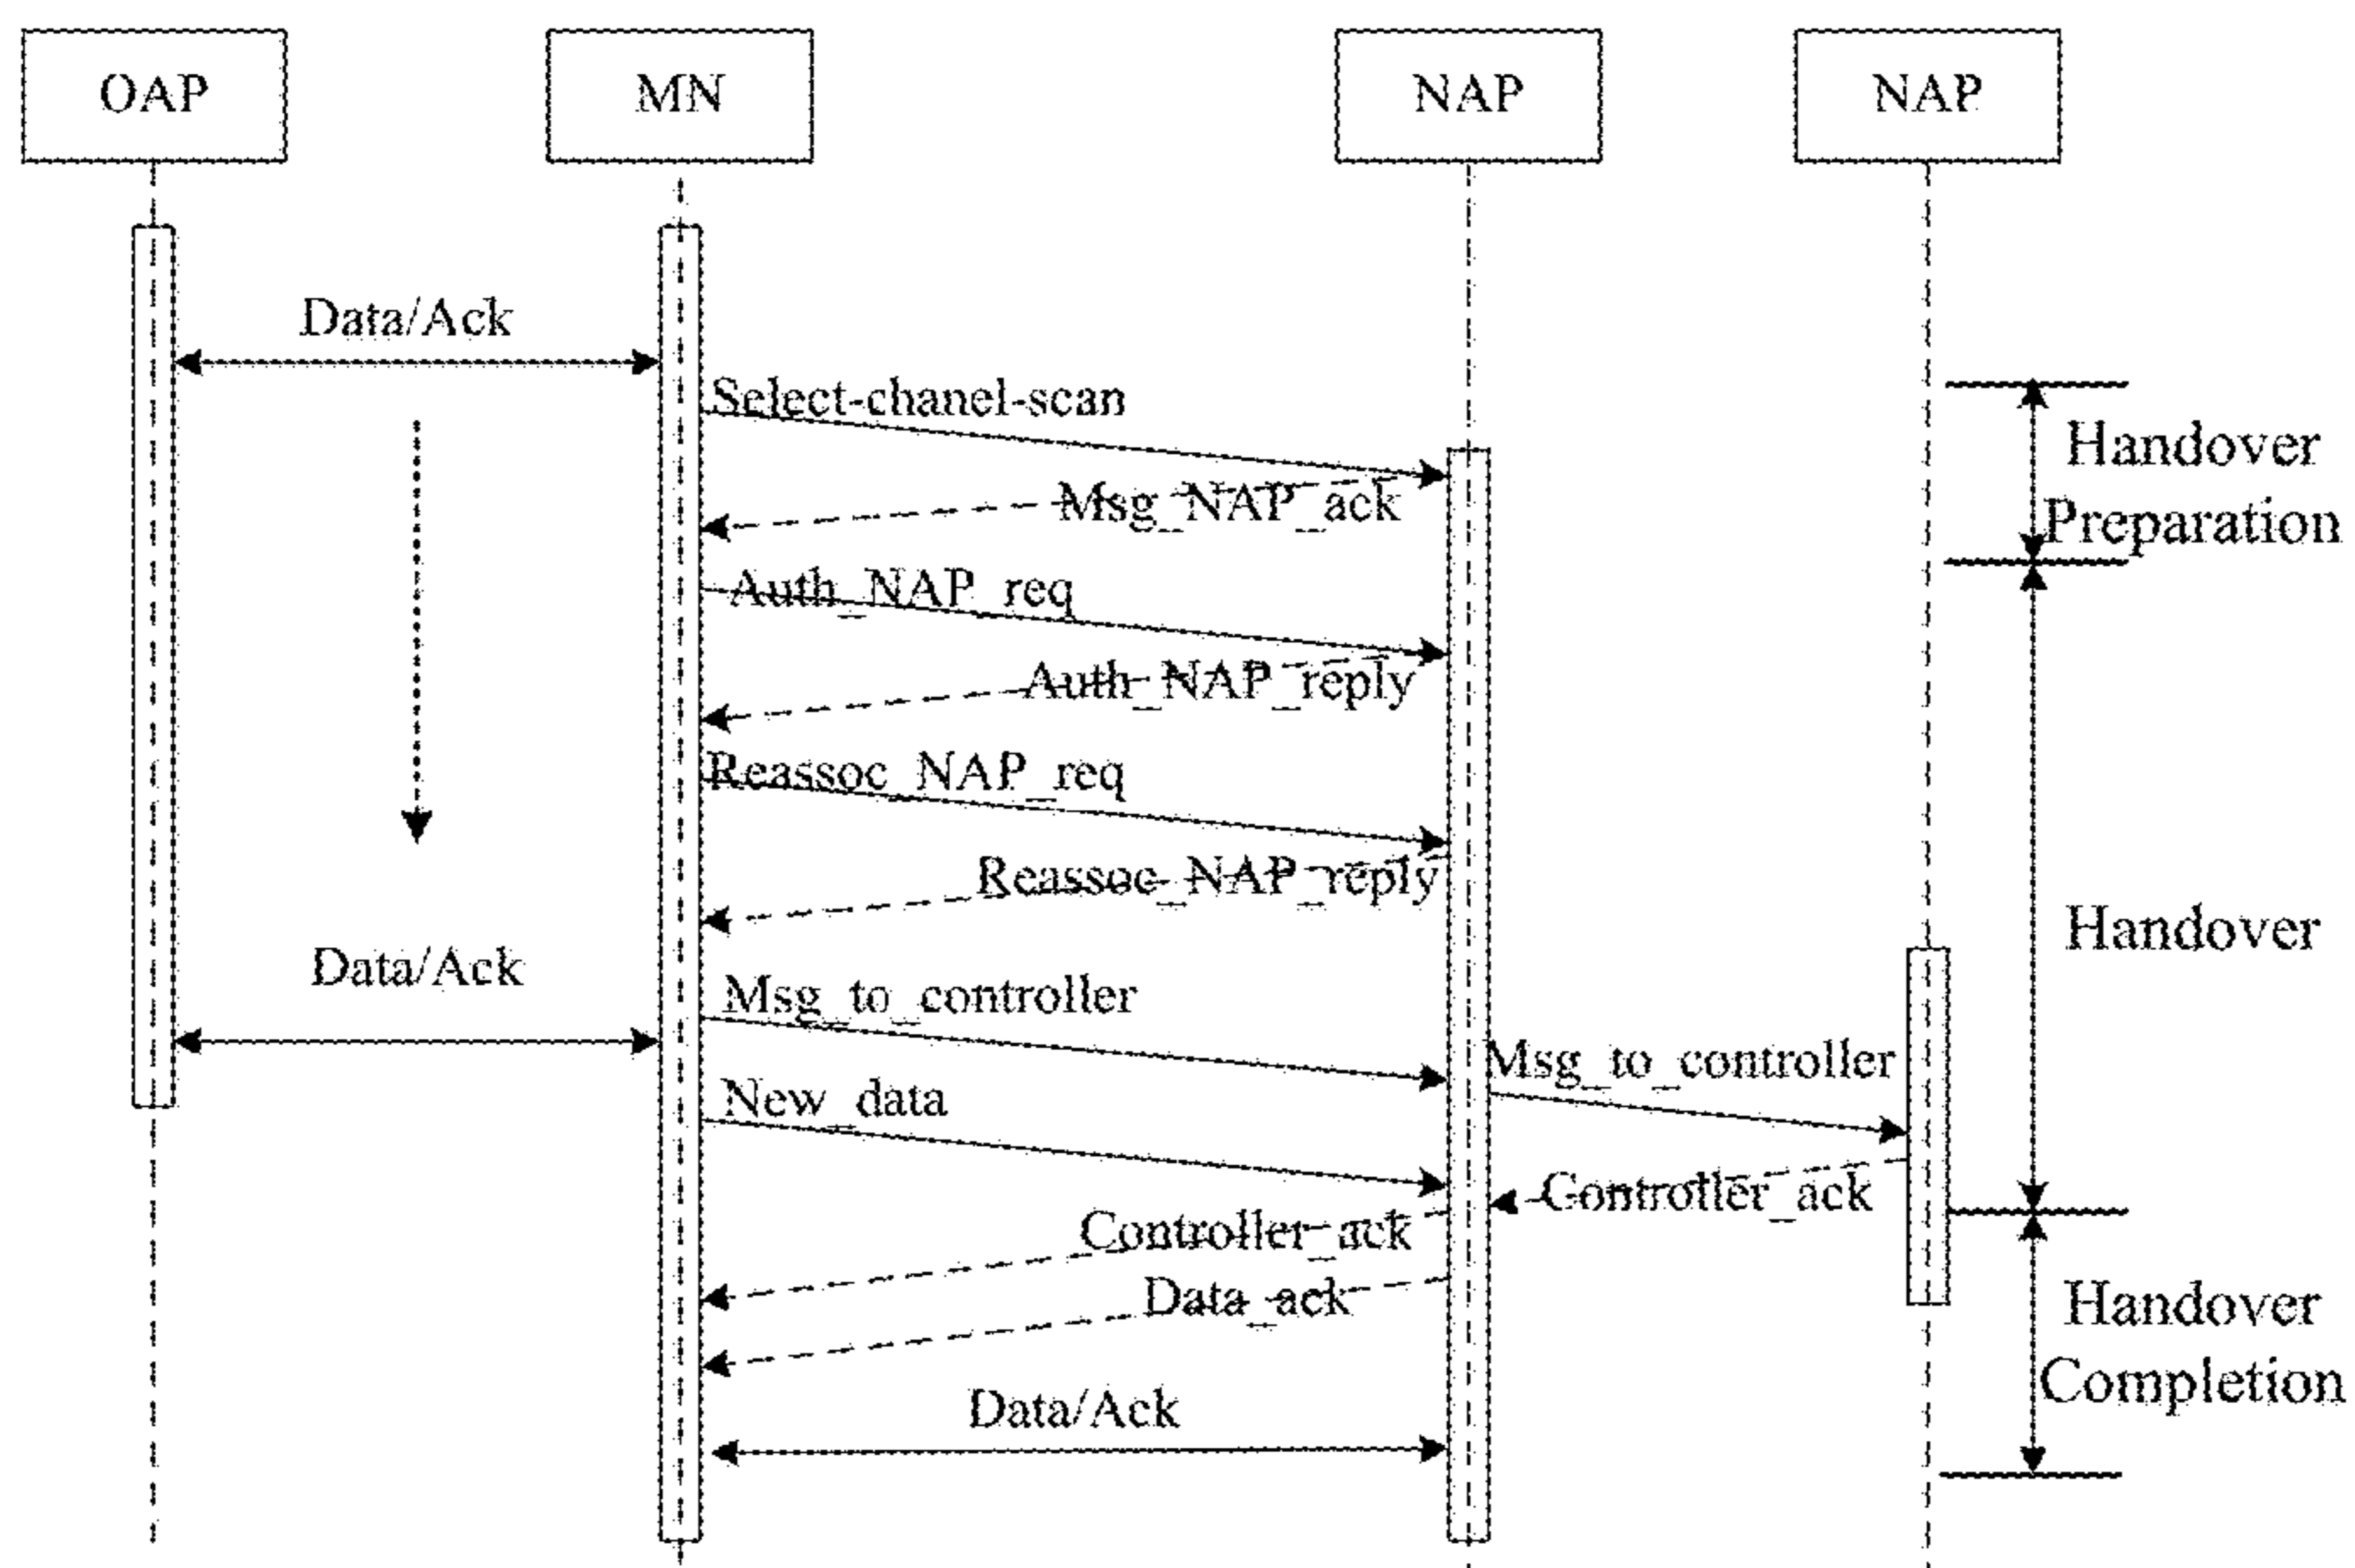 OAP
MN
NAP
NAP
Data/Ack
Select-chanel-scan
Handover
Preparation
Msg_NAP_ack
Auth_NAP_req
Auth_NAP_reply
Reassoc_NAP_req
Reassoc_NAP_reply
Handover
Data/Ack
Msg_to_controller
Msg_to_controller
New_data
Controller_ack
Controller_ack
Data_ack
Handover
Completion
Data/Ack